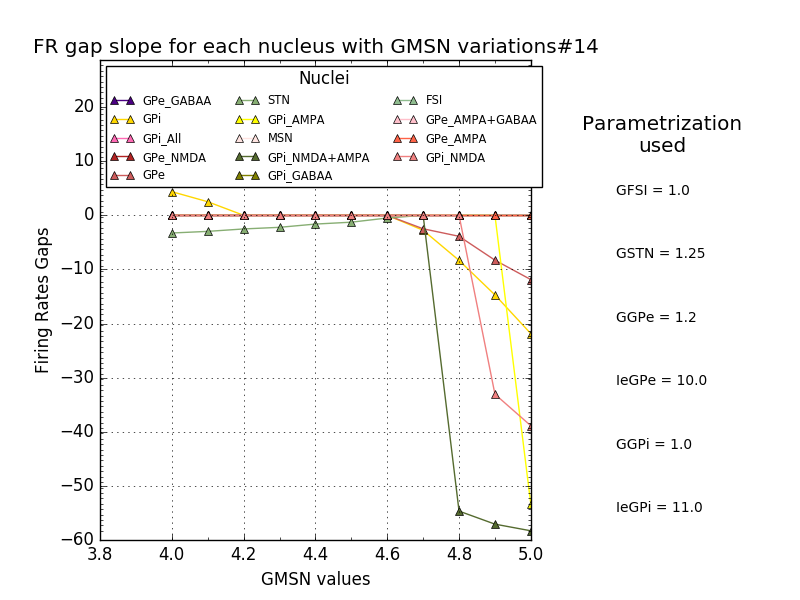 FR gap slope for each nucleus with GMSN variations#14
Nuclei
GPe_GABAA STN FSI
GPi GPi_AMPA GPe_AMPA+GABAA
GPi_All MSN GPe_AMPA
GPe_NMDA GPi_NMDA+AMPA GPi_NMDA
GPe GPi_GABAA
20
10
0
−10
−20
−30
−40
−50
−60
3.8 4.0 4.2 4.4 4.6 4.8 5.0
Firing Rates Gaps
GMSN values
Parametrization
used
GFSI = 1.0
GSTN = 1.25
GGPe = 1.2
IeGPe = 10.0
GGPi = 1.0
IeGPi = 11.0